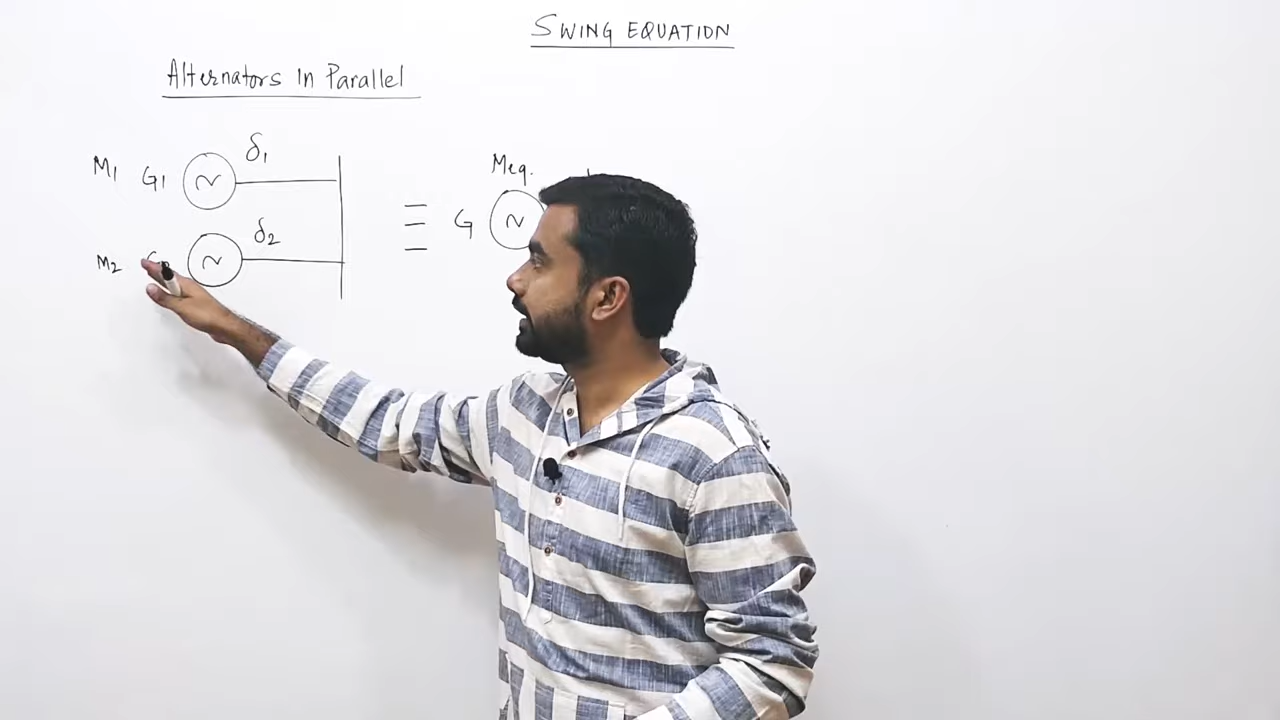 SWING EQUATION
Alternators In Parallel
M1 G1 ~ δ1
M2 ~ δ2
≡ G ~ Meq.